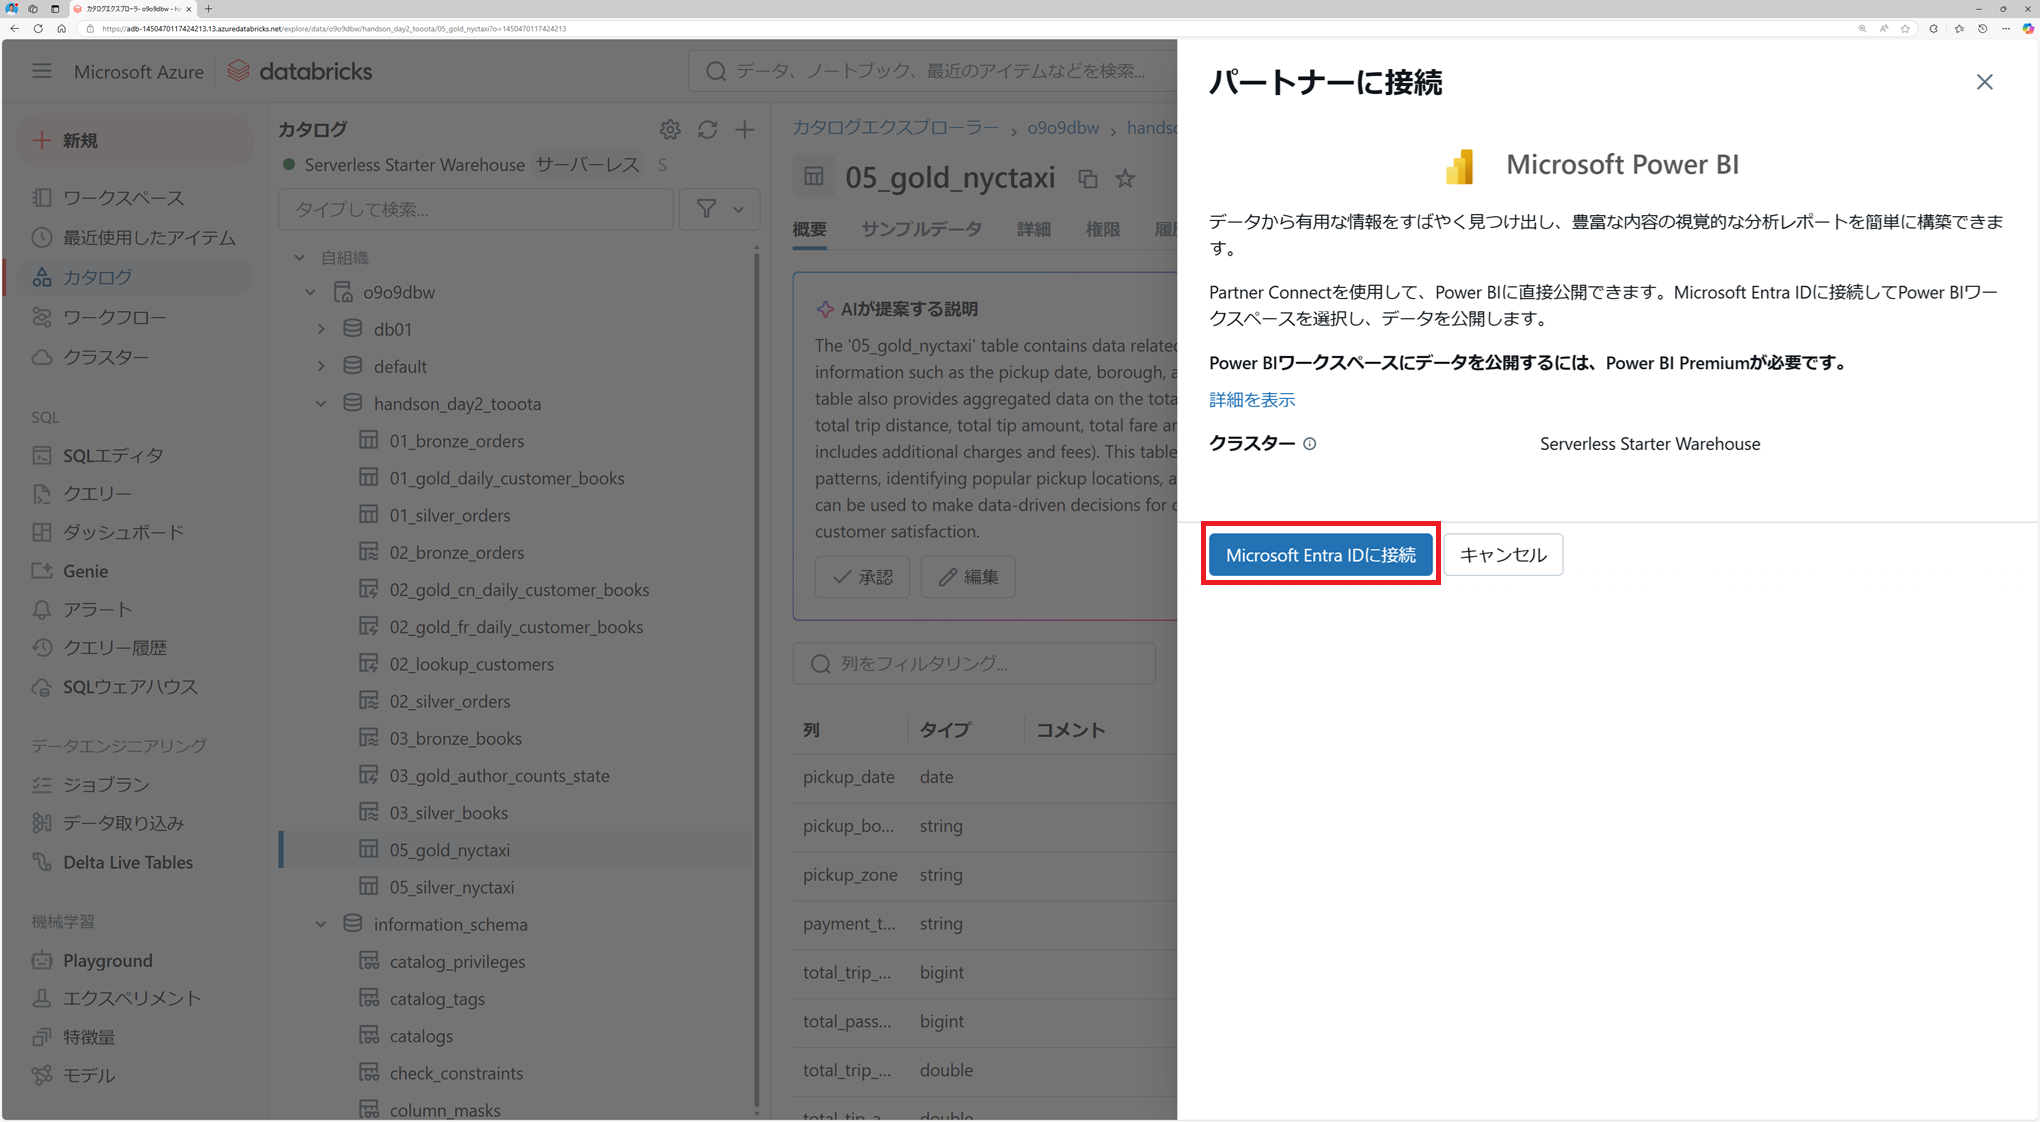 カタログエクスプローラ- o9o9dbw - ha
https://adb-1450470117424213.13.azuredatabricks.net/explore/data/o9o9dbw/handson_day2_tooota/05_gold_nyctaxi?o=1450470117424213
Microsoft Azure
databricks
データ、ノートブック、最近のアイテムなどを検索...
新規
ワークスペース
最近使用したアイテム
カタログ
ワークフロー
クラスター
SQL
SQLエディタ
クエリー
ダッシュボード
Genie
アラート
クエリー履歴
SQLウェアハウス
データエンジニアリング
ジョブラン
データ取り込み
Delta Live Tables
機械学習
Playground
エクスペリメント
特徴量
モデル
カタログ
Serverless Starter Warehouse サーバーレス S
タイプして検索...
自組織
o9o9dbw
db01
default
handson_day2_tooota
01_bronze_orders
01_gold_daily_customer_books
01_silver_orders
02_bronze_orders
02_gold_cn_daily_customer_books
02_gold_fr_daily_customer_books
02_lookup_customers
02_silver_orders
03_bronze_books
03_gold_author_counts_state
03_silver_books
05_gold_nyctaxi
05_silver_nyctaxi
information_schema
catalog_privileges
catalog_tags
catalogs
check_constraints
column_masks
カタログエクスプローラー › o9o9dbw › handsc
05_gold_nyctaxi
概要 サンプルデータ 詳細 権限
AIが提案する説明
The '05_gold_nyctaxi' table contains data related
information such as the pickup date, borough, a
table also provides aggregated data on the tota
total trip distance, total tip amount, total fare ar
includes additional charges and fees). This table
patterns, identifying popular pickup locations, a
can be used to make data-driven decisions for c
customer satisfaction.
承認 編集
列をフィルタリング...
列 タイプ コメント
pickup_date date
pickup_bo... string
pickup_zone string
payment_t... string
total_trip_... bigint
total_pass... bigint
total_trip_... double
total_tip_a... double
パートナーに接続
Microsoft Power BI
データから有用な情報をすばやく見つけ出し、豊富な内容の視覚的な分析レポートを簡単に構築できま
す。
Partner Connectを使用して、Power BIに直接公開できます。Microsoft Entra IDに接続してPower BIワー
クスペースを選択し、データを公開します。
Power BIワークスペースにデータを公開するには、Power BI Premiumが必要です。
詳細を表示
クラスター Serverless Starter Warehouse
Microsoft Entra IDに接続 キャンセル